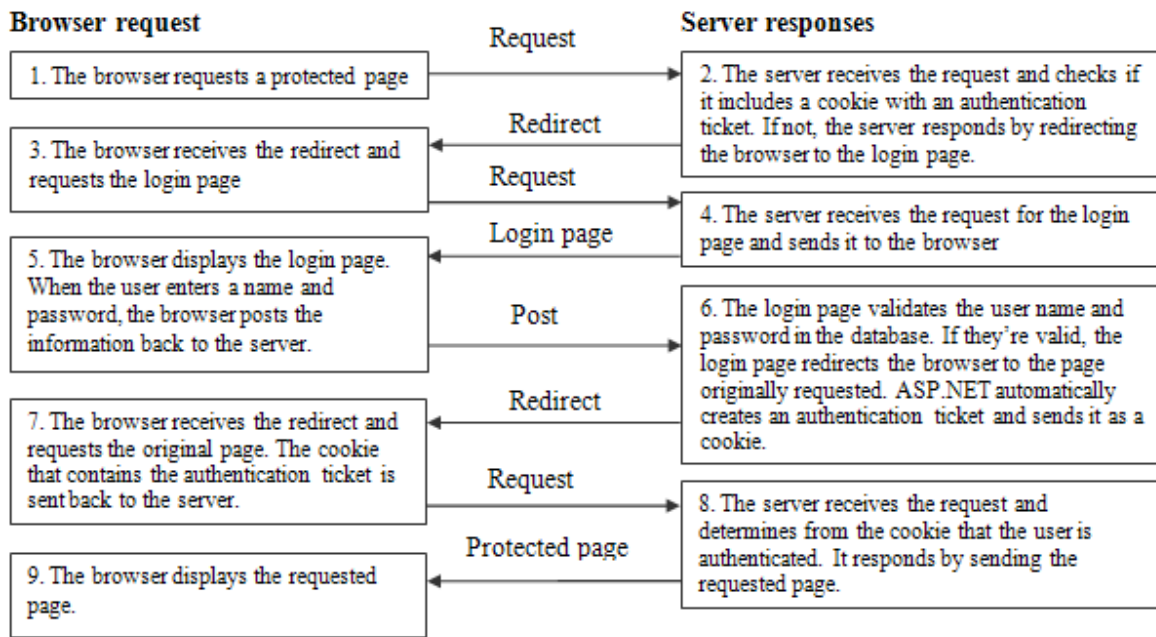 Browser request
Server responses
Request
1. The browser requests a protected page
2. The server receives the request and checks if
it includes a cookie with an authentication
ticket. If not, the server responds by redirecting
the browser to the login page.
Redirect
3. The browser receives the redirect and
requests the login page
Request
4. The server receives the request for the login
page and sends it to the browser
Login page
5. The browser displays the login page.
When the user enters a name and
password, the browser posts the
information back to the server.
Post
6. The login page validates the user name and
password in the database. If they're valid, the
login page redirects the browser to the page
originally requested. ASP.NET automatically
creates an authentication ticket and sends it as a
cookie.
Redirect
7. The browser receives the redirect and
requests the original page. The cookie
that contains the authentication ticket is
sent back to the server.
Request
8. The server receives the request and
determines from the cookie that the user is
authenticated. It responds by sending the
requested page.
Protected page
9. The browser displays the requested
page.